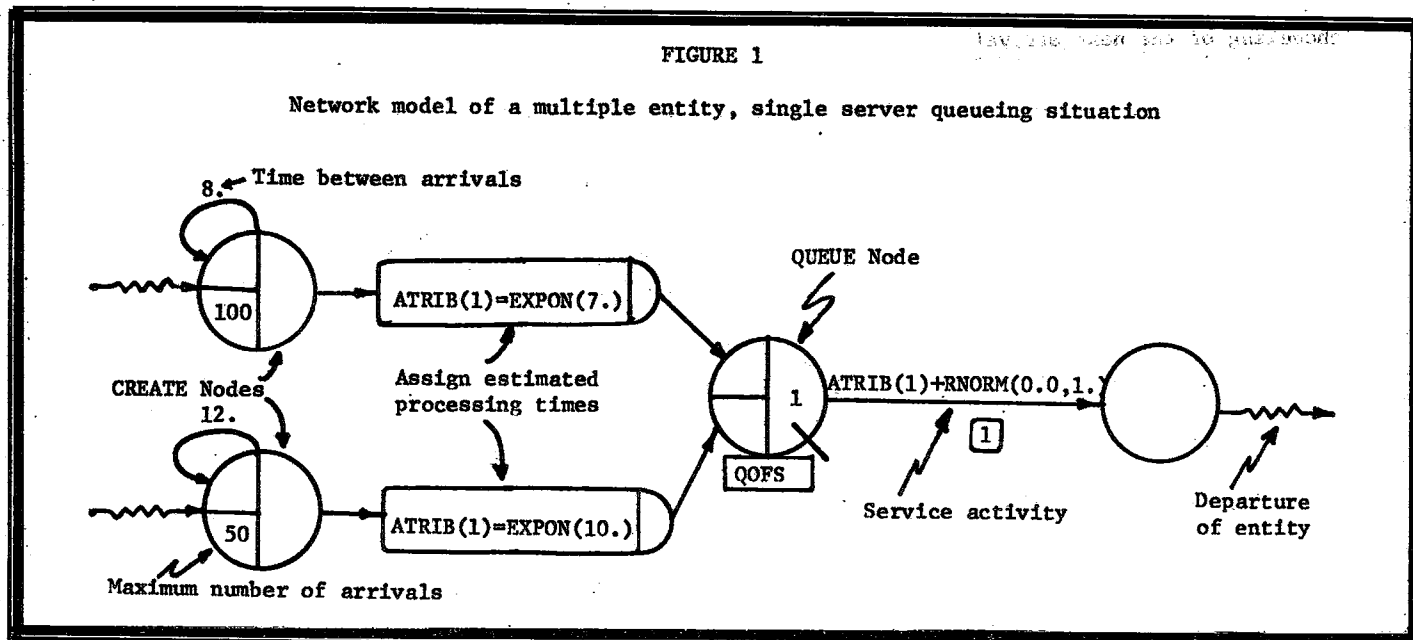 FIGURE 1
Network model of a multiple entity, single server queueing situation
8.
Time between arrivals
100
ATRIB(1)=EXPON(7.)
QUEUE Node
CREATE Nodes
Assign estimated
processing times
1
ATRIB(1)+RNORM(0.0,1.)
1
QOFS
12.
50
ATRIB(1)=EXPON(10.)
Service activity
Departure
of entity
Maximum number of arrivals